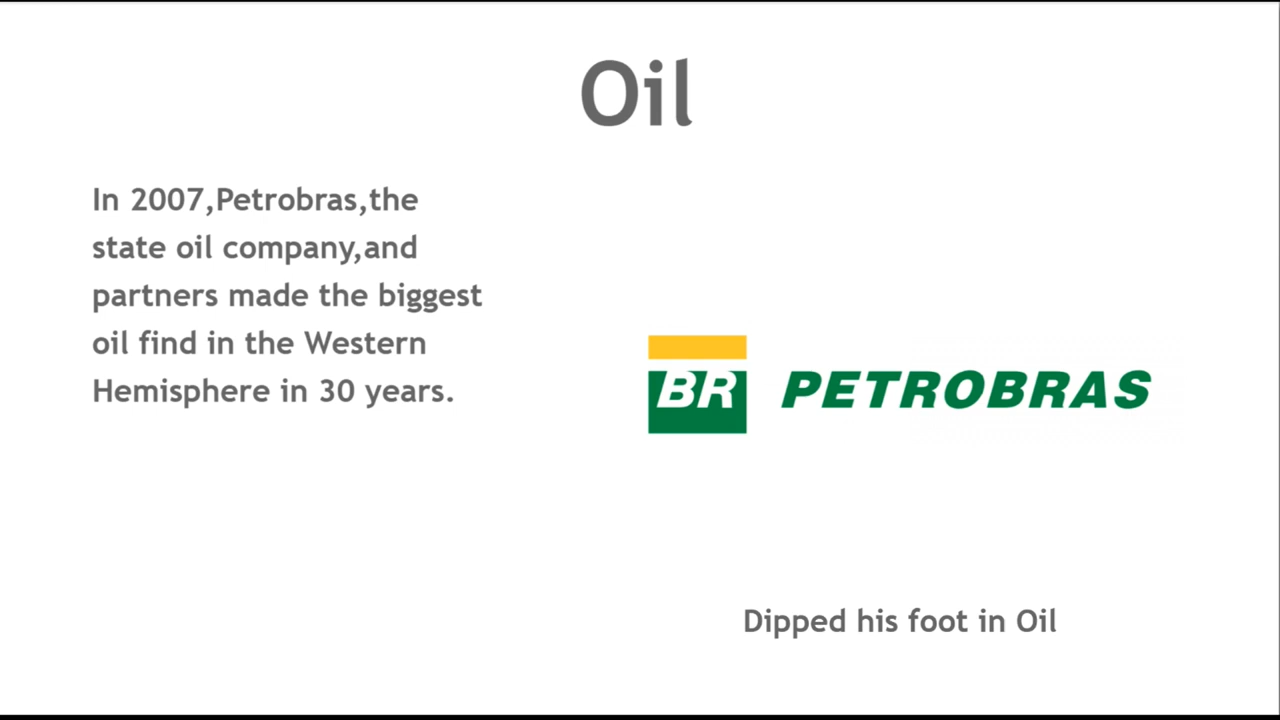 Oil
In 2007,Petrobras,the
state oil company,and
partners made the biggest
oil find in the Western
Hemisphere in 30 years.
BR PETROBRAS
Dipped his foot in Oil